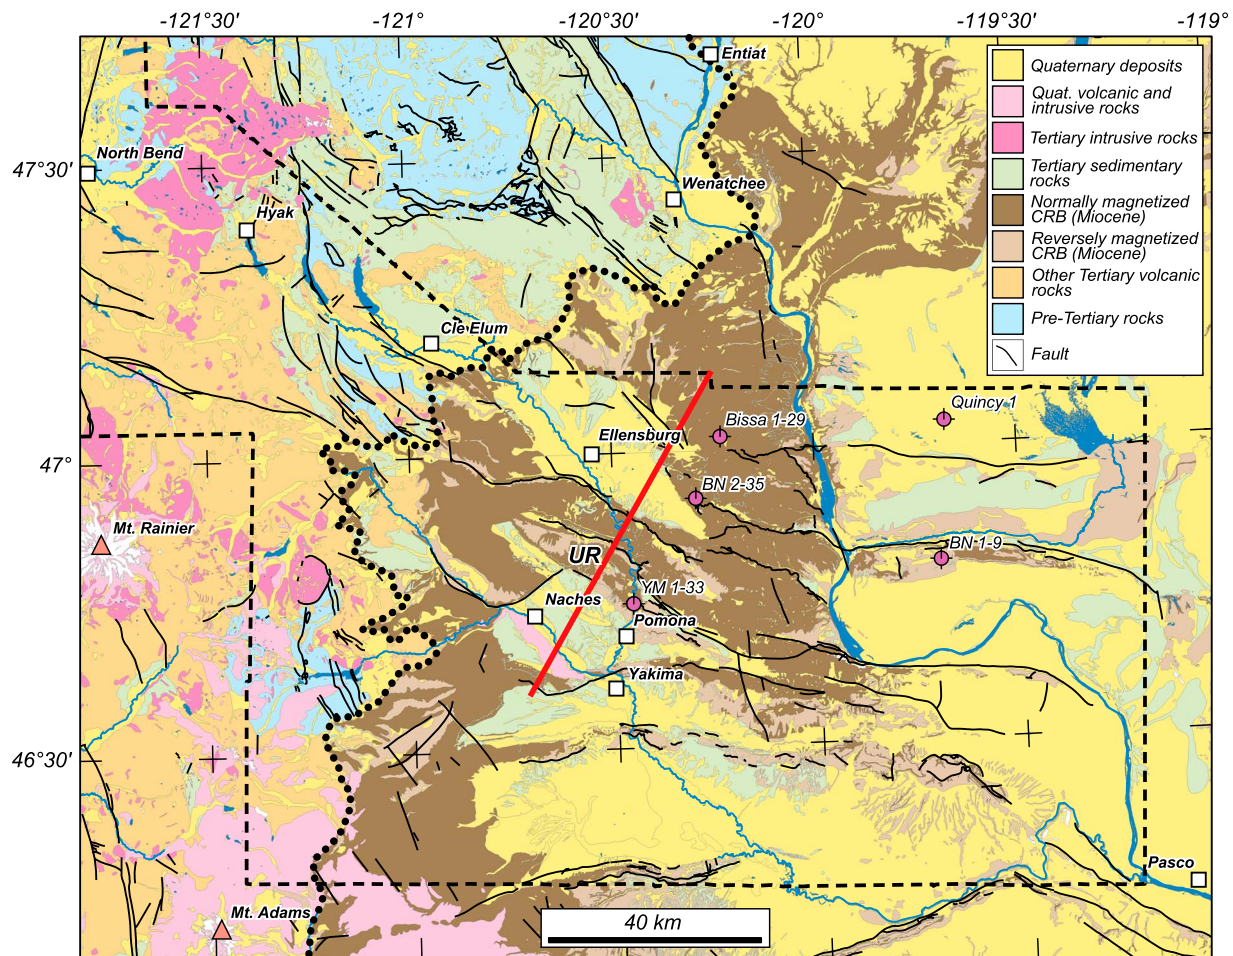 -121°30′ -121° -120°30′ -120° -119°30′ -119°
Entiat
Quaternary deposits
Quat. volcanic and
intrusive rocks
Tertiary intrusive rocks
Tertiary sedimentary
rocks
Normally magnetized
CRB (Miocene)
Reversely magnetized
CRB (Miocene)
Other Tertiary volcanic
rocks
Pre-Tertiary rocks
Fault
North Bend
47°30′
Wenatchee
Hyak
Cle Elum
Quincy 1
Bissa 1-29
Ellensburg
47°
BN 2-35
Mt. Rainier
BN 1-9
UR
YM 1-33
Naches
Pomona
Yakima
46°30′
Pasco
Mt. Adams
40 km